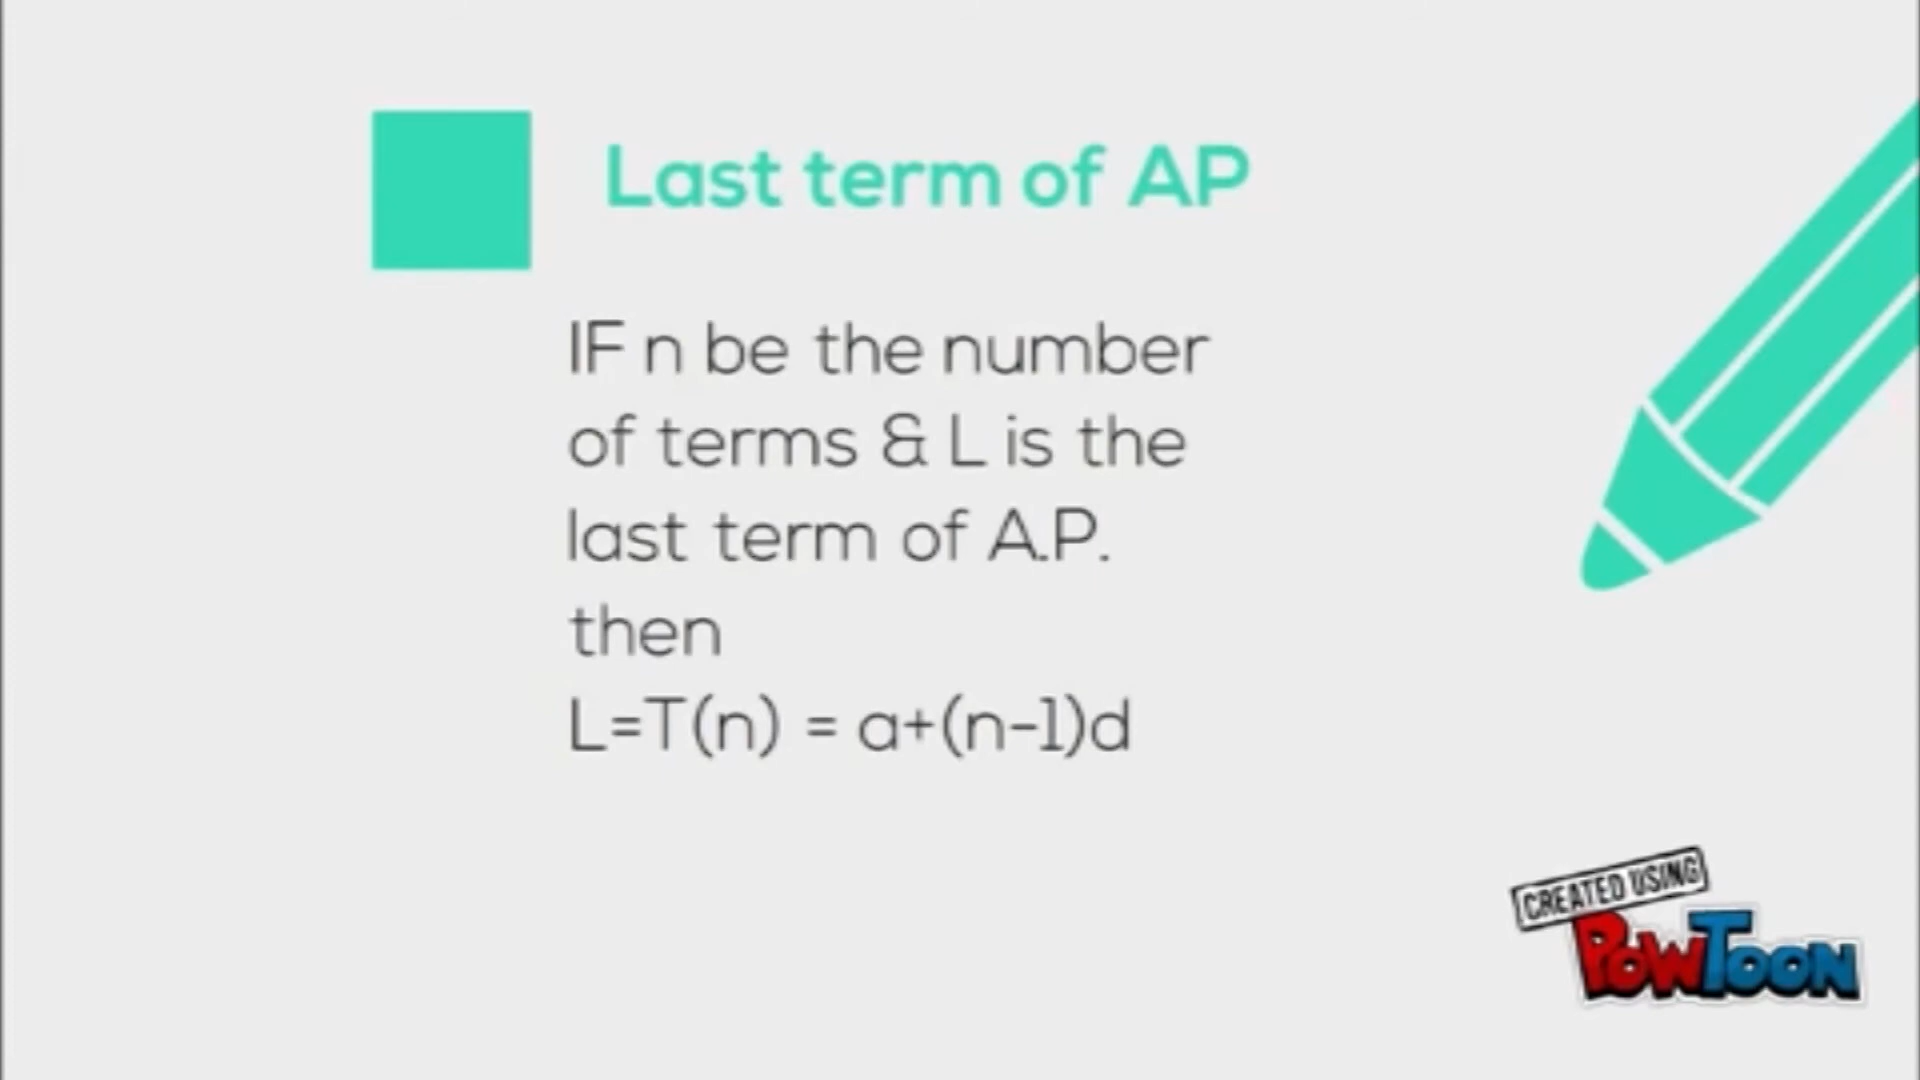 Last term of AP
IF n be the number
of terms & L is the
last term of A.P.
then
L=T(n) = a+(n-1)d
CREATED USING
POWTOON